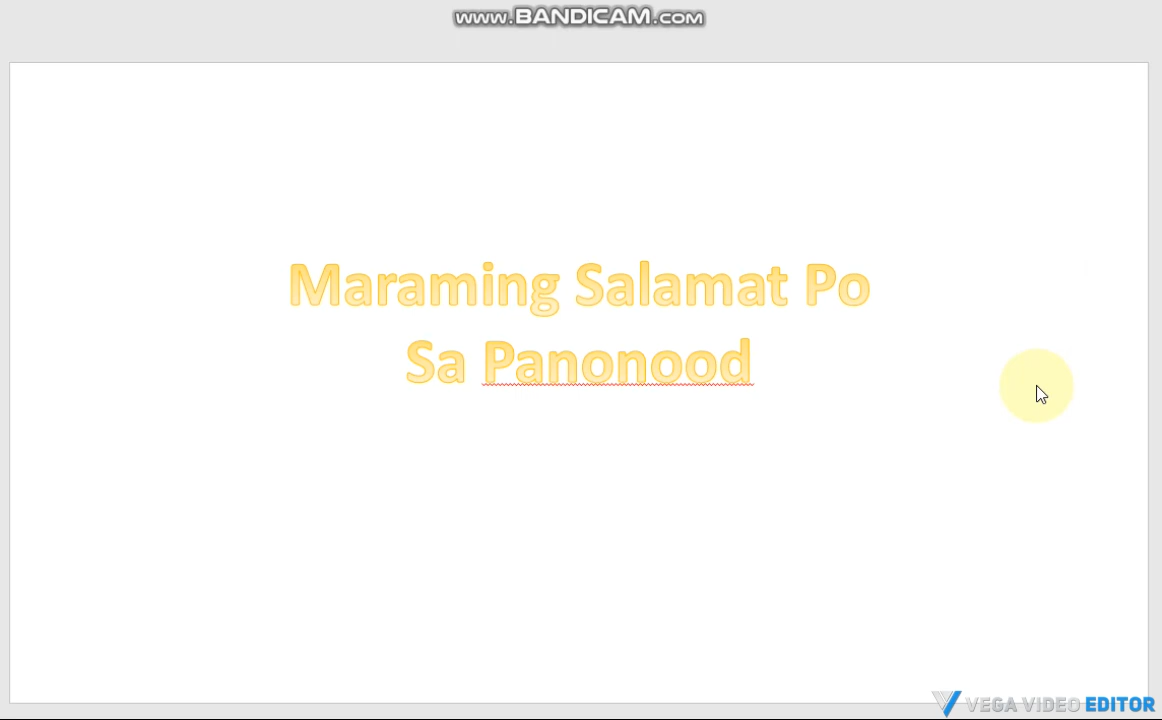 www.BANDICAM.COM
Maraming Salamat Po
Sa Panonood
VEGA VIDEO EDITOR